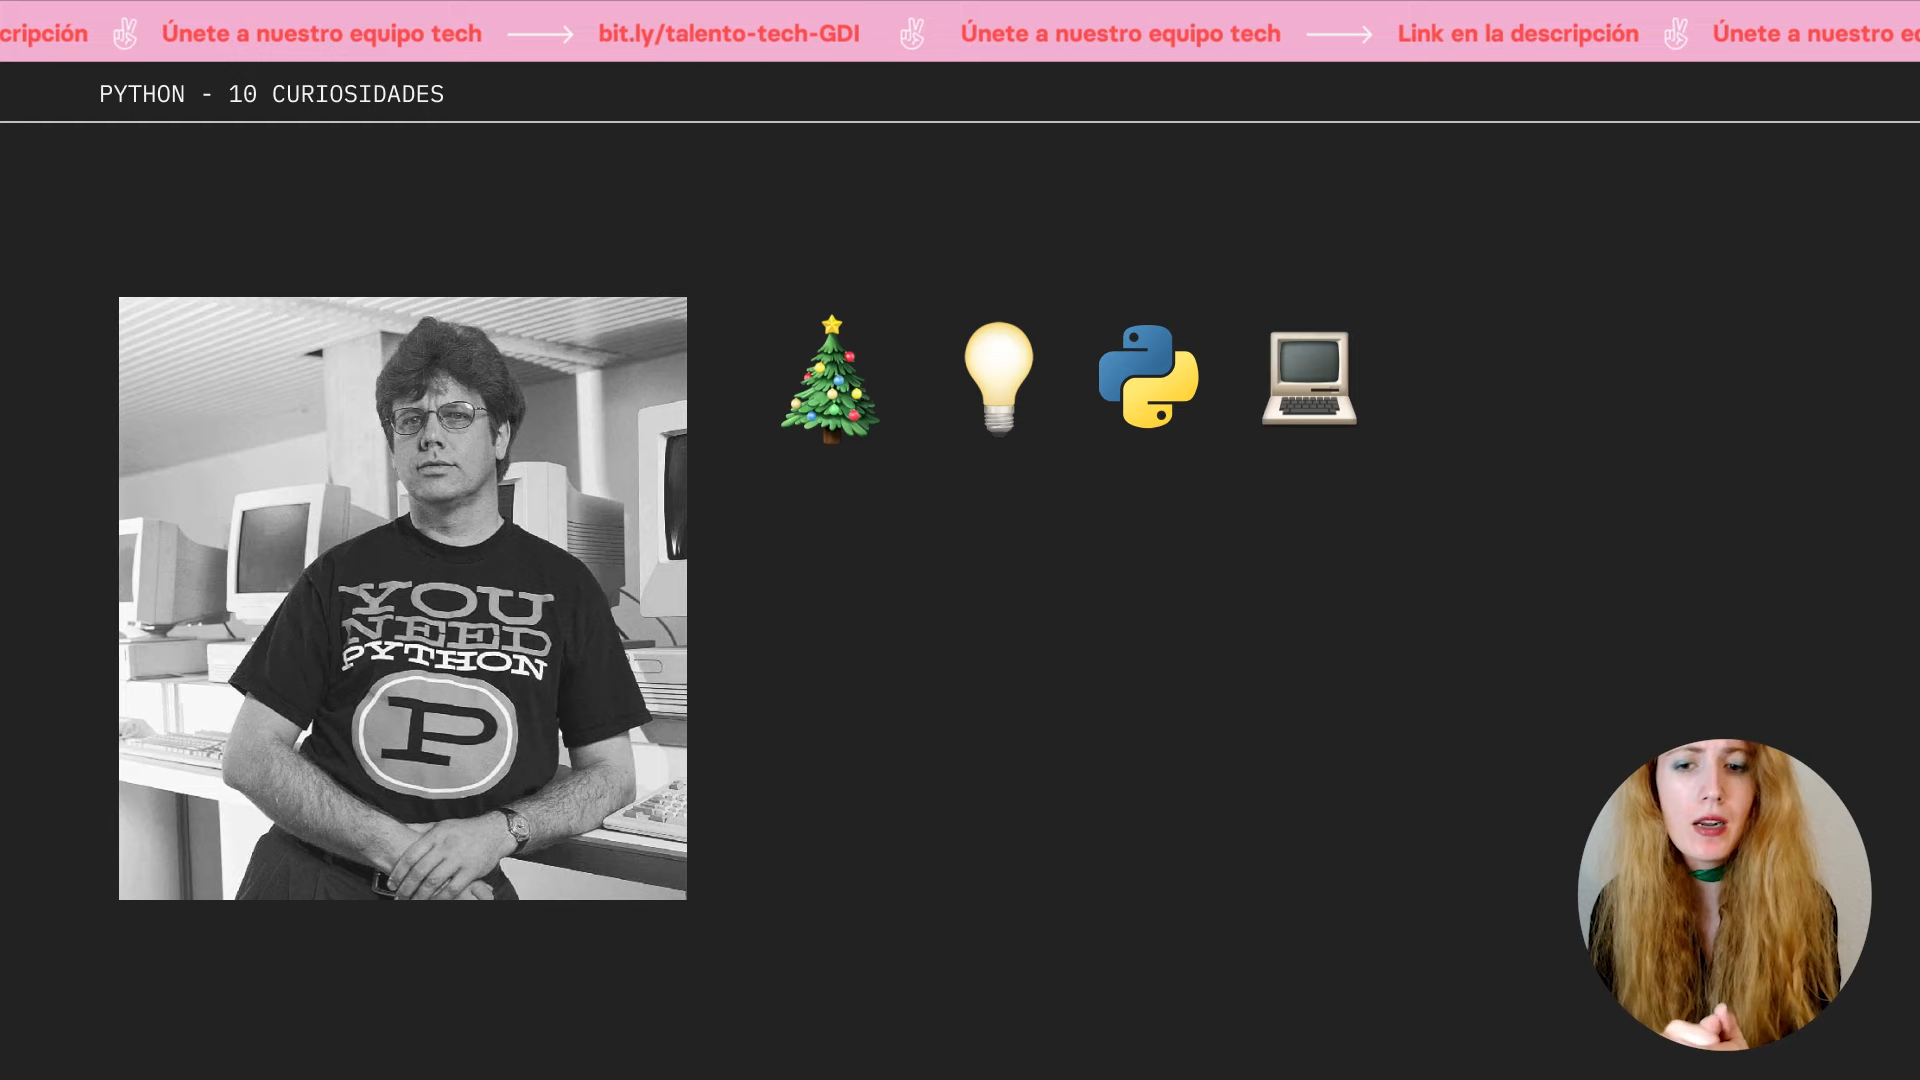 cripción Únete a nuestro equipo tech bit.ly/talento-tech-GDI Únete a nuestro equipo tech Link en la descripción Únete a nuestro ec
PYTHON - 10 CURIOSIDADES
YOU
NEED
PYTHON
P